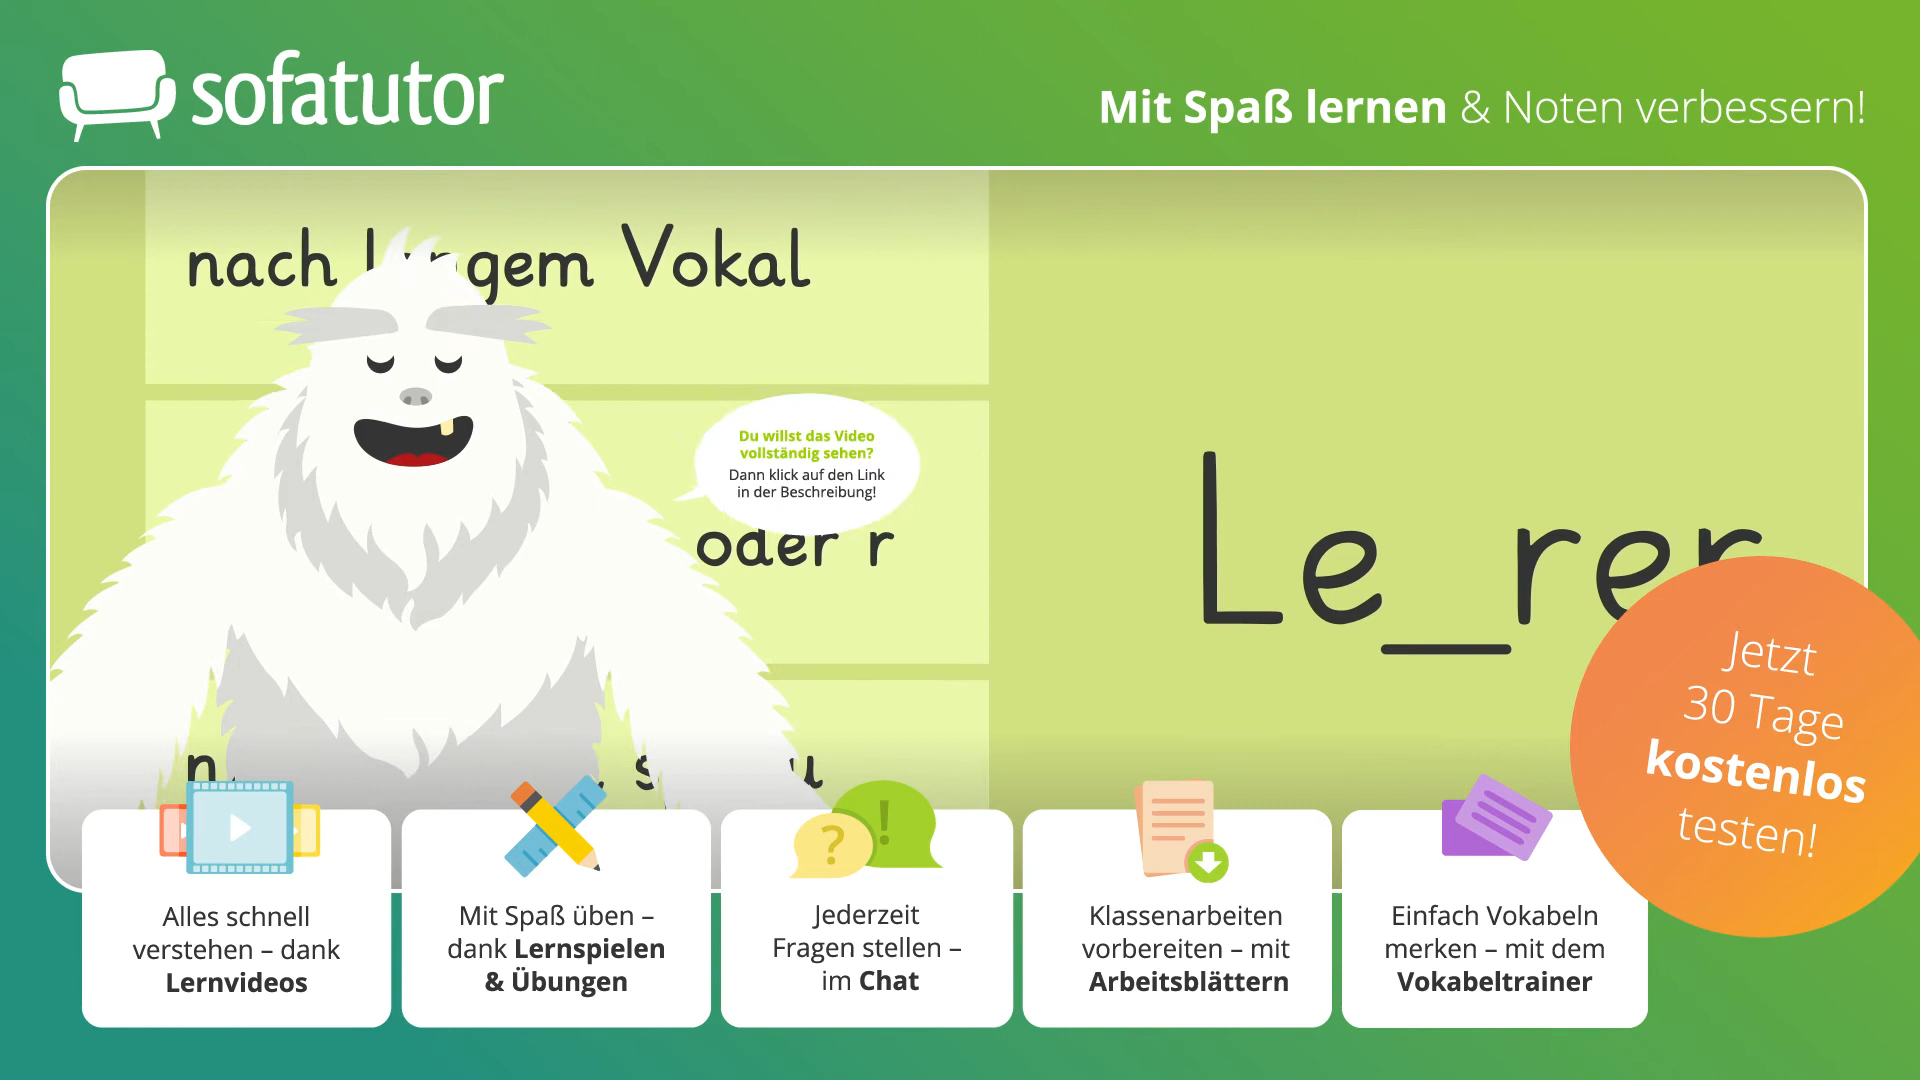 sofatutor
Mit Spaß lernen & Noten verbessern!
nach langem Vokal
Du willst das Video
vollständig sehen?
Dann klick auf den Link
in der Beschreibung!
oder r
Le_rer
Jetzt
30 Tage
kostenlos
testen!
?
!
Alles schnell
verstehen – dank
Lernvideos
Mit Spaß üben –
dank Lernspielen
& Übungen
Jederzeit
Fragen stellen –
im Chat
Klassenarbeiten
vorbereiten – mit
Arbeitsblättern
Einfach Vokabeln
merken – mit dem
Vokabeltrainer